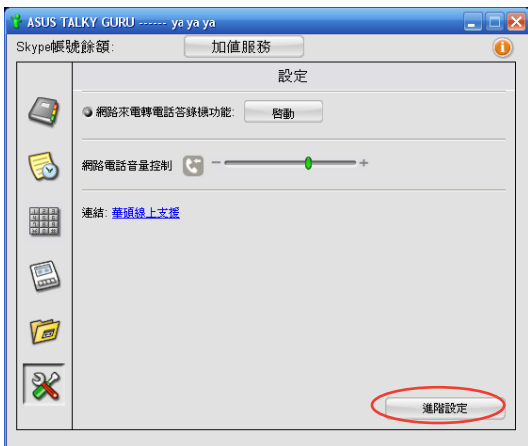 ASUS TALKY GURU ------ ya ya ya
Skype帳號餘額: 加值服務
設定
網路來電轉電話答錄機功能: 啓動
網路電話音量控制 － +
連結: 華碩線上支援
進階設定